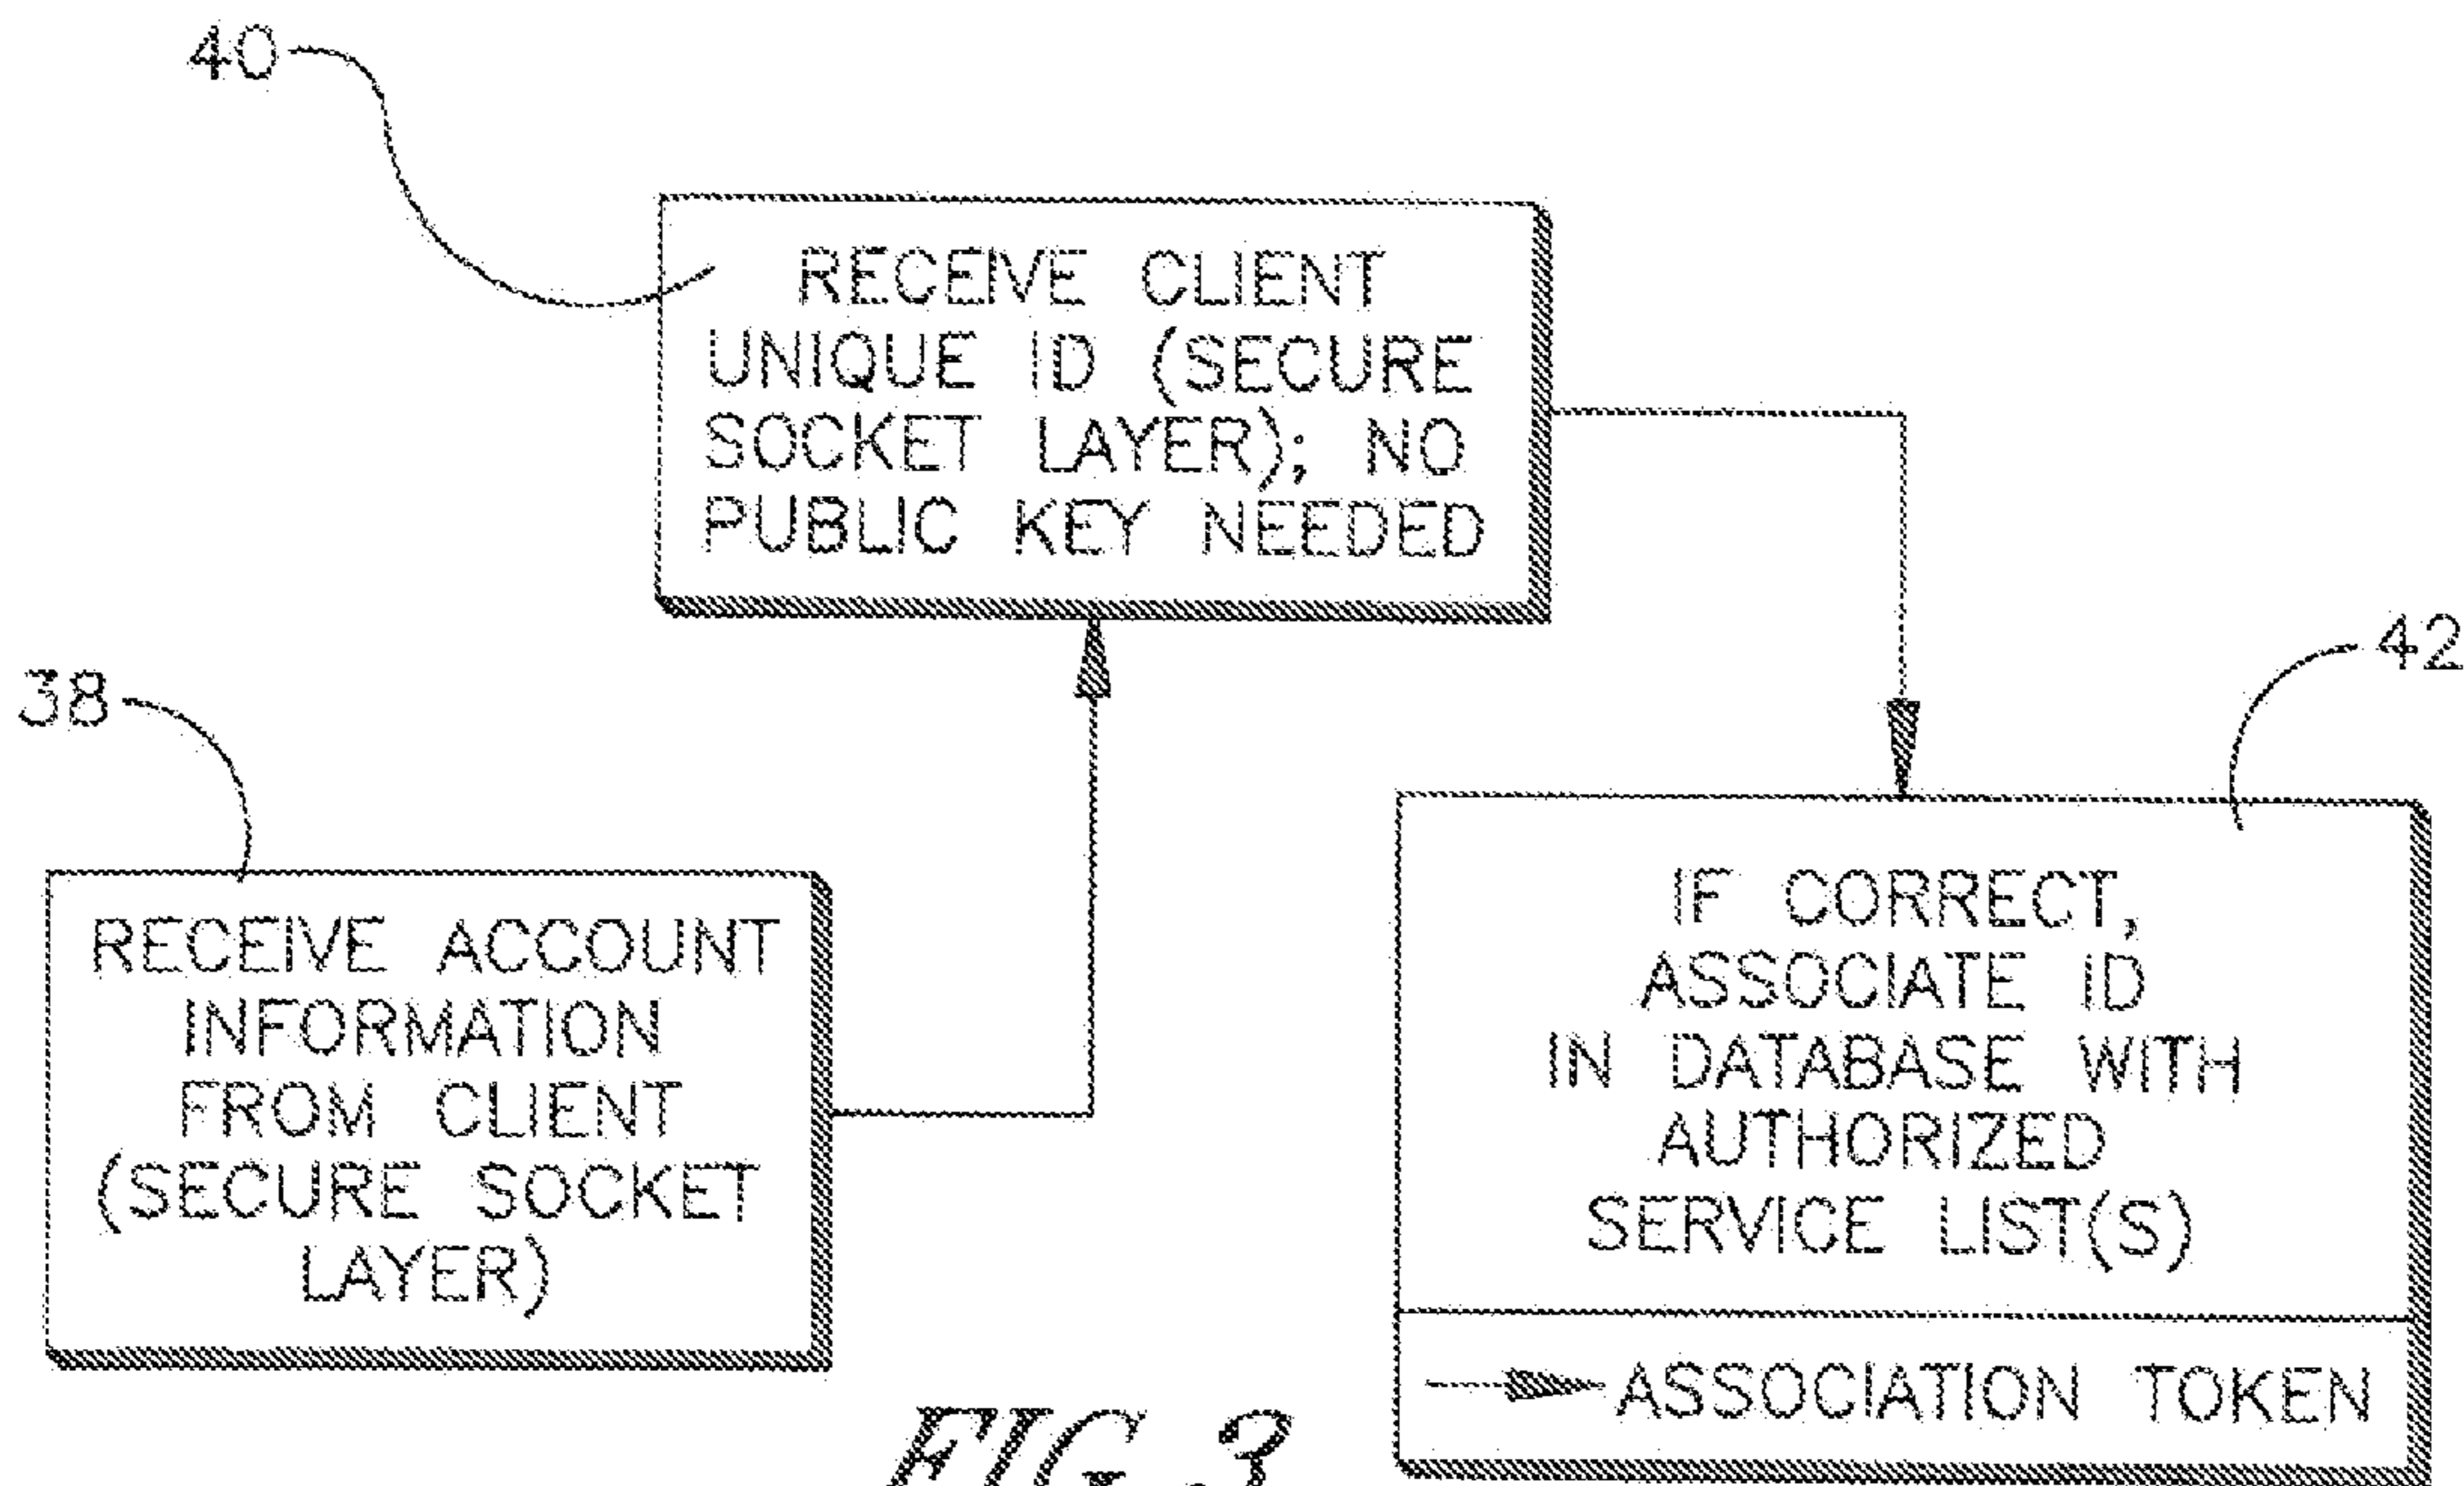 40
RECEIVE CLIENT
UNIQUE ID (SECURE
SOCKET LAYER); NO
PUBLIC KEY NEEDED
38
RECEIVE ACCOUNT
INFORMATION
FROM CLIENT
(SECURE SOCKET
LAYER)
42
IF CORRECT,
ASSOCIATE ID
IN DATABASE WITH
AUTHORIZED
SERVICE LIST(S)
ASSOCIATION TOKEN
FIG. 3